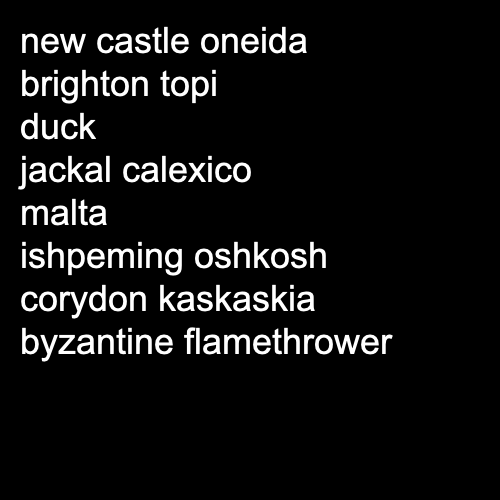 new castle oneida
brighton topi
duck
jackal calexico
malta
ishpeming oshkosh
corydon kaskaskia
byzantine flamethrower